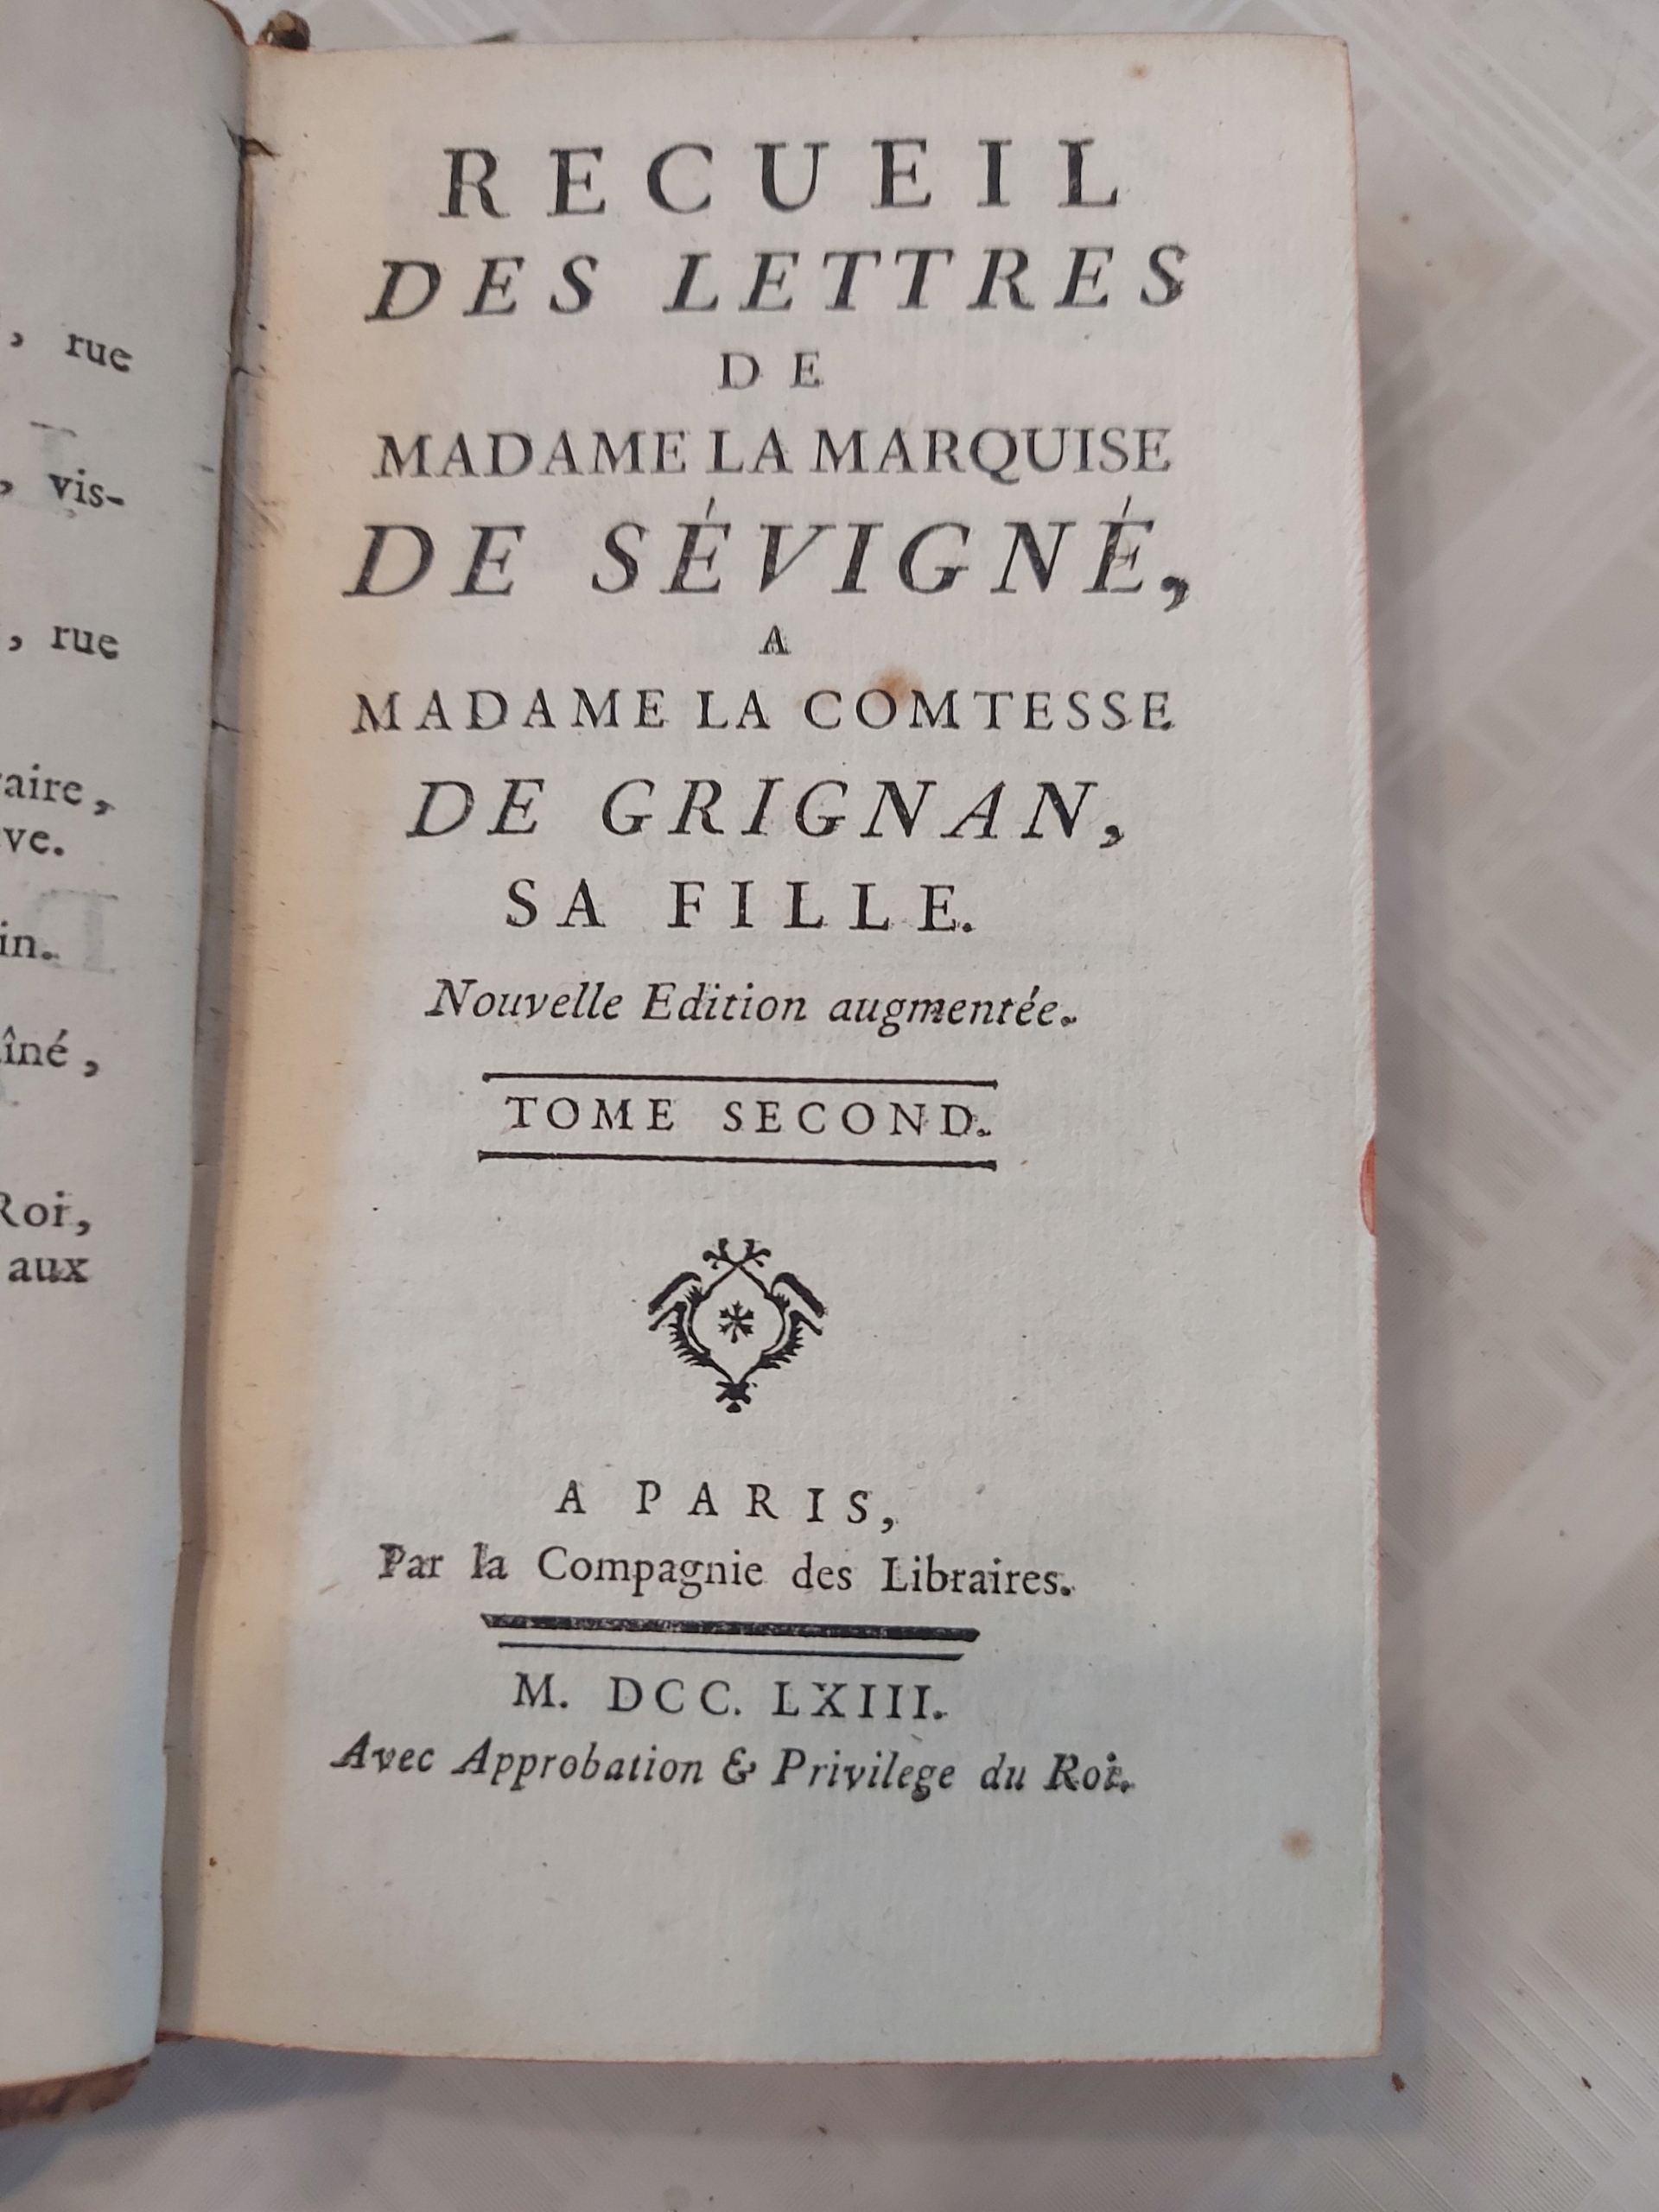 , rue
, vis-
, rue
aire,
ve.
in.
îné,
Roi,
aux
RECUEIL
DES LETTRES
DE
MADAME LA MARQUISE
DE SÉVIGNÉ,
A
MADAME LA COMTESSE
DE GRIGNAN,
SA FILLE.
Nouvelle Edition augmentée.
TOME SECOND.
A PARIS,
Par la Compagnie des Libraires.
M. DCC. LXIII.
Avec Approbation & Privilege du Roi.